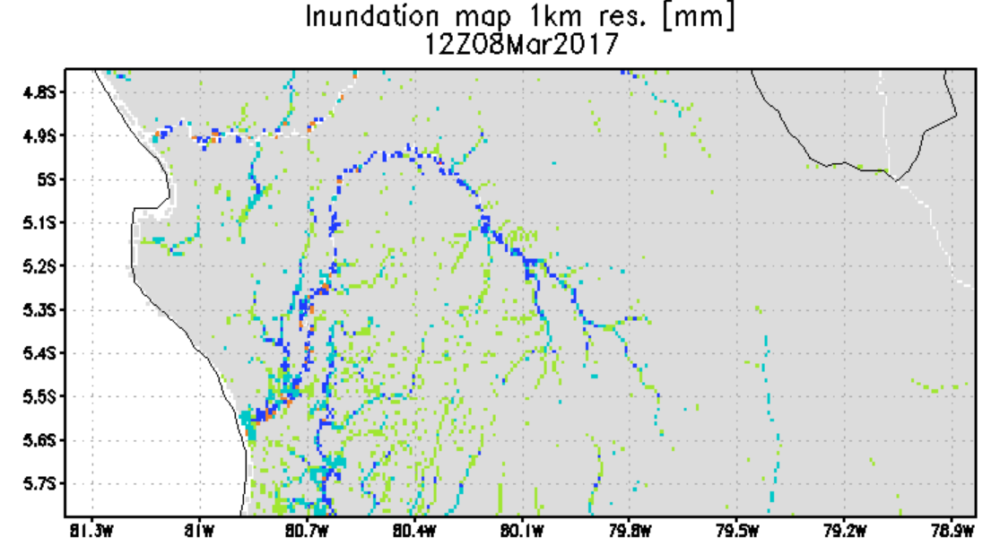 Inundation map 1km res. [mm]
12Z08Mar2017
4.8S
4.9S
5S
5.1S
5.2S
5.3S
5.4S
5.5S
5.6S
5.7S
81.3W 81W 80.7W 80.4W 80.1W 79.8W 79.5W 79.2W 78.9W